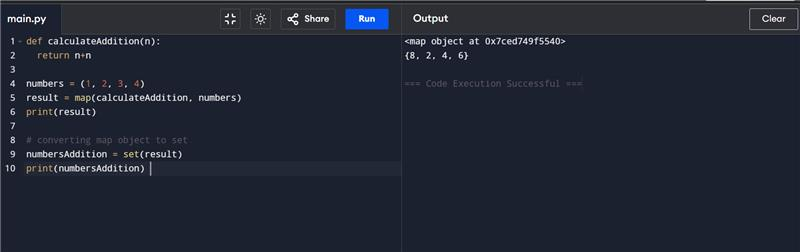 main.py
Share
Run
Output
Clear
1 def calculateAddition(n):
2   return n+n
3
4 numbers = (1, 2, 3, 4)
5 result = map(calculateAddition, numbers)
6 print(result)
7
8 # converting map object to set
9 numbersAddition = set(result)
10 print(numbersAddition)
<map object at 0x7ced749f5540>
{8, 2, 4, 6}
=== Code Execution Successful ===